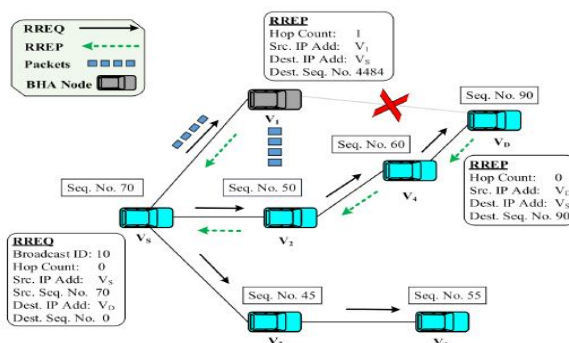 RREQ
RREP
Packets
BHA Node
RREP
Hop Count: 1
Src. IP Add: V1
Dest. IP Add: VS
Dest. Seq. No. 4484
Seq. No. 90
V1
VD
Seq. No. 60
Seq. No. 70
Seq. No. 50
V4
RREP
Hop Count: 0
Src. IP Add: VD
Dest. IP Add: VS
Dest. Seq. No. 90
VS
V2
RREQ
Broadcast ID: 10
Hop Count: 0
Src. IP Add: VS
Src. Seq. No. 70
Dest. IP Add: VD
Dest. Seq. No. 0
Seq. No. 45
Seq. No. 55